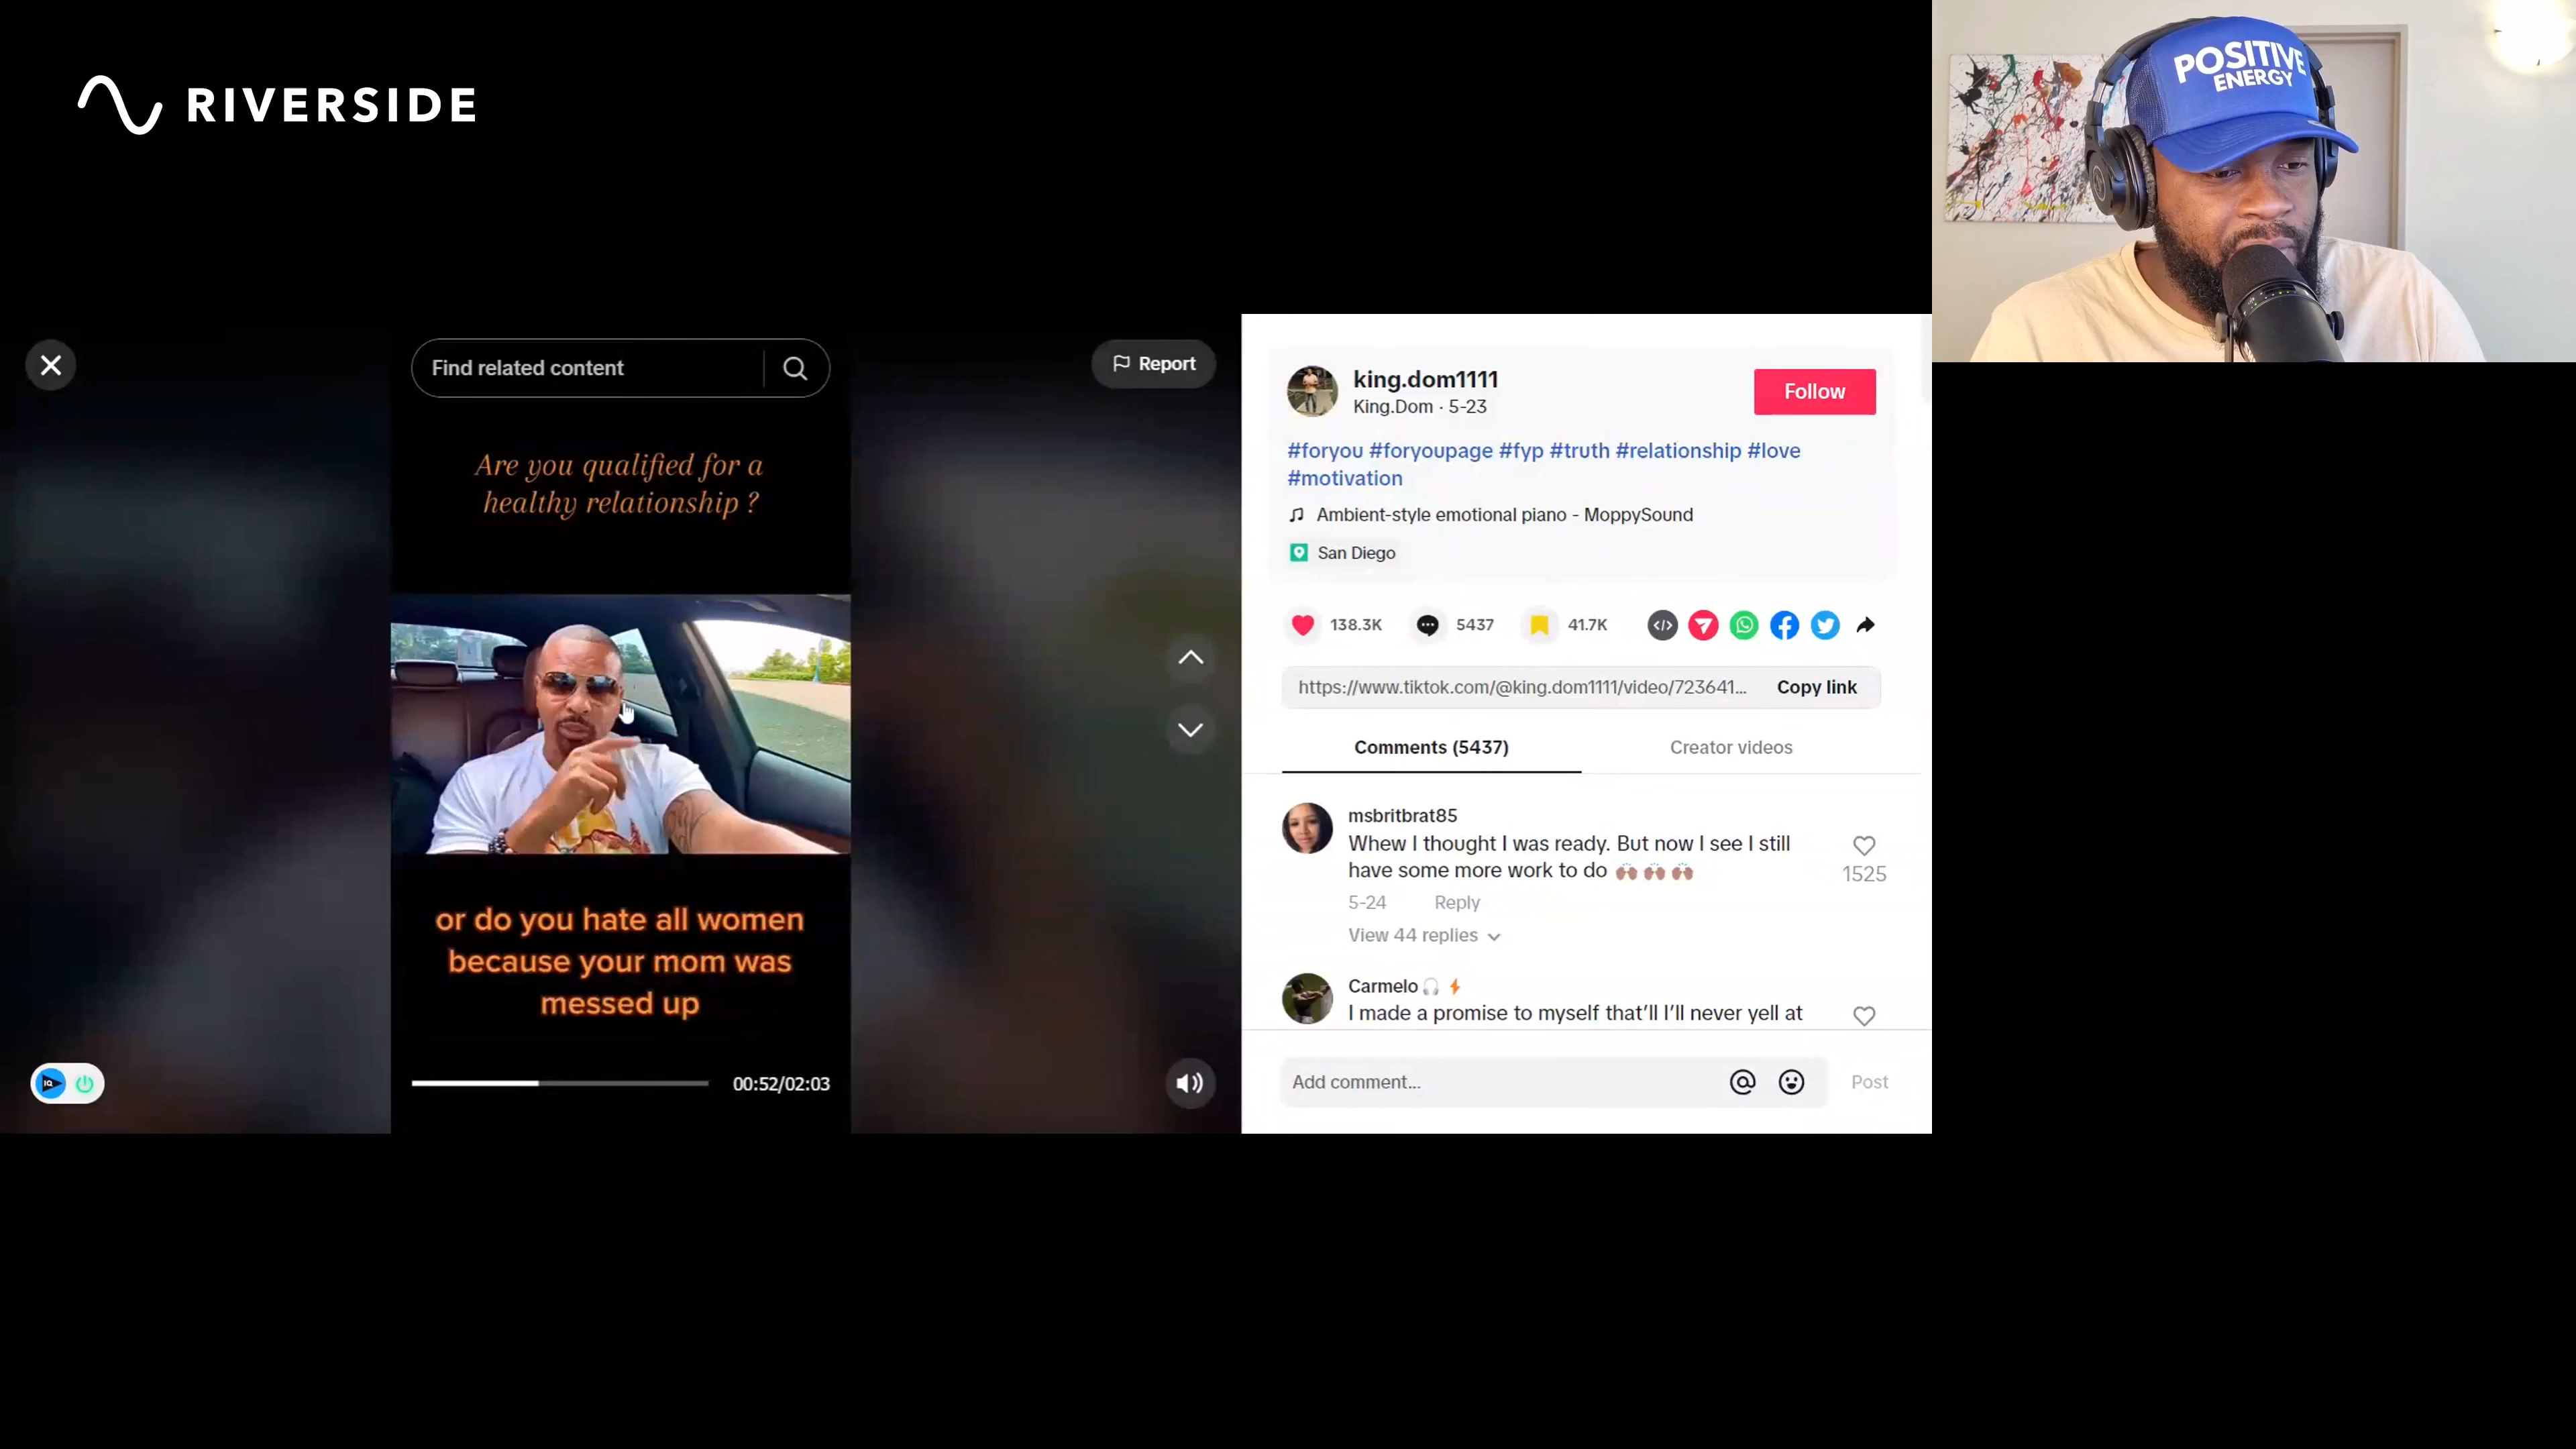 RIVERSIDE
POSITIVE
ENERGY
Find related content
Report
Are you qualified for a
healthy relationship ?
or do you hate all women
because your mom was
messed up
IQ
00:52/02:03
king.dom1111
King.Dom · 5-23
Follow
#foryou #foryoupage #fyp #truth #relationship #love
#motivation
Ambient-style emotional piano - MoppySound
San Diego
138.3K
5437
41.7K
https://www.tiktok.com/@king.dom1111/video/723641...
Copy link
Comments (5437)
Creator videos
msbritbrat85
Whew I thought I was ready. But now I see I still
have some more work to do 🙌🏽 🙌🏽 🙌🏽
1525
5-24
Reply
View 44 replies
Carmelo🎧⚡
I made a promise to myself that’ll I’ll never yell at
Add comment...
Post